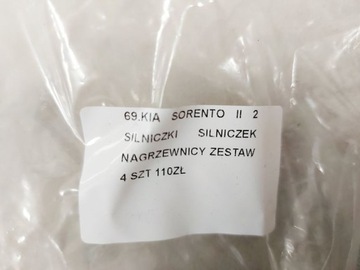 69.KIA SORENTO II 2
SILNICZKI SILNICZEK
NAGRZEWNICY ZESTAW
4 SZT 110ZŁ